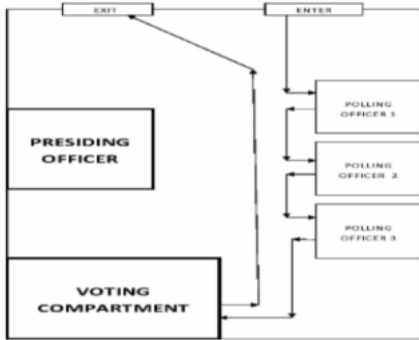 EXIT
ENTER
POLLING
OFFICER 1
PRESIDING
OFFICER
POLLING
OFFICER 2
POLLING
OFFICER 3
VOTING
COMPARTMENT